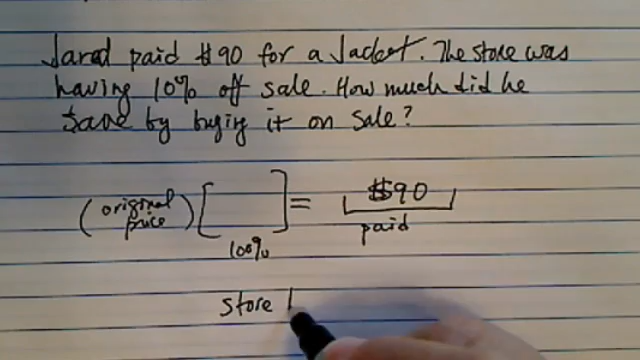 Jared paid $90 for a Jacket. The store was
having 10% off sale. How much did he
save by buying it on sale?
(original price) [ ] = $90
100%
paid
store